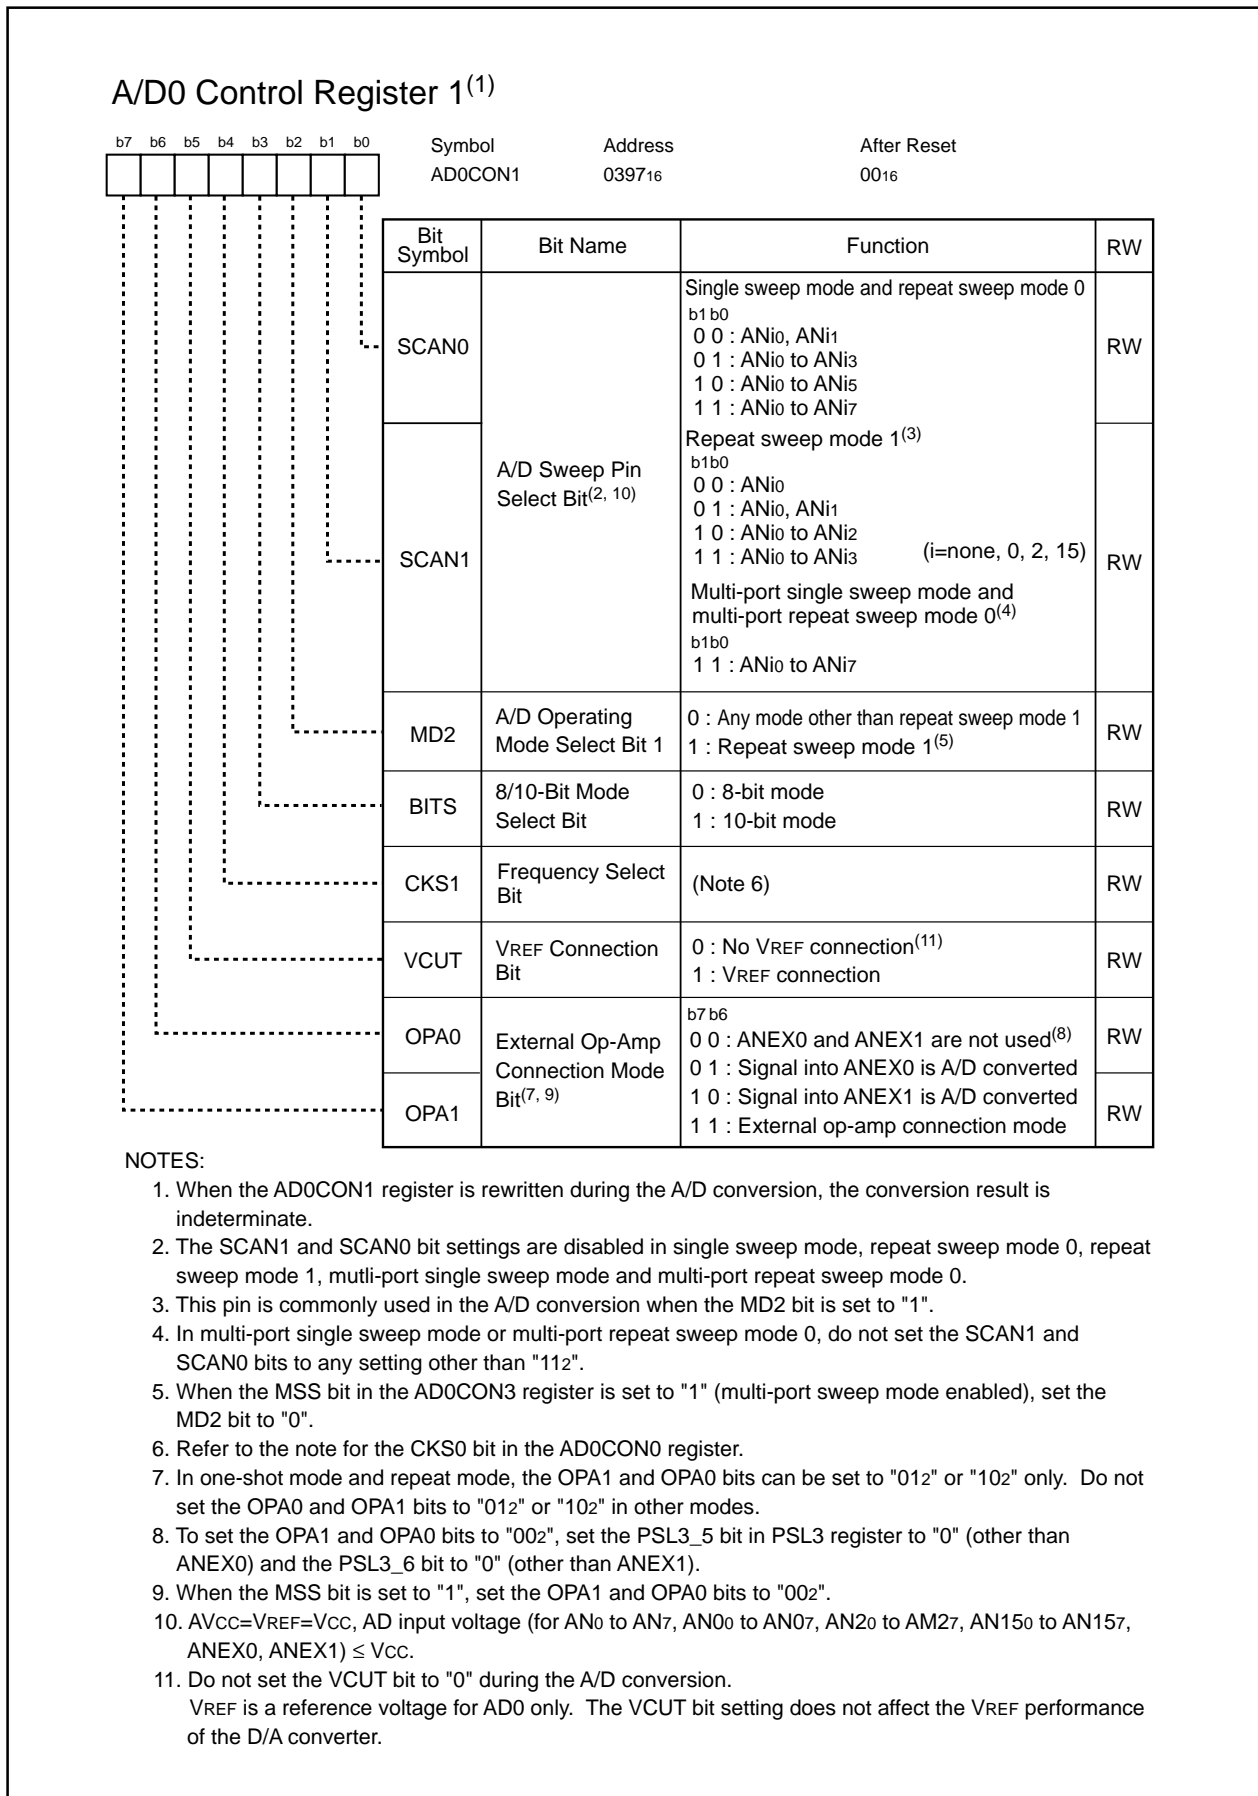 A/D0 Control Register 1(1)
b7 b6 b5 b4 b3 b2 b1 b0
Symbol Address After Reset
AD0CON1 039716 0016
Bit Symbol Bit Name Function RW
SCAN0
RW
Single sweep mode and repeat sweep mode 0
b1 b0
0 0 : ANi0, ANi1
0 1 : ANi0 to ANi3
1 0 : ANi0 to ANi5
1 1 : ANi0 to ANi7
SCAN1
A/D Sweep Pin
Select Bit(2, 10)
Repeat sweep mode 1(3)
b1b0
0 0 : ANi0
0 1 : ANi0, ANi1
1 0 : ANi0 to ANi2
1 1 : ANi0 to ANi3 (i=none, 0, 2, 15)
Multi-port single sweep mode and
multi-port repeat sweep mode 0(4)
b1b0
1 1 : ANi0 to ANi7
RW
MD2
A/D Operating
Mode Select Bit 1
0 : Any mode other than repeat sweep mode 1
1 : Repeat sweep mode 1(5)
RW
BITS
8/10-Bit Mode
Select Bit
0 : 8-bit mode
1 : 10-bit mode
RW
CKS1
Frequency Select
Bit
(Note 6)
RW
VCUT
VREF Connection
Bit
0 : No VREF connection(11)
1 : VREF connection
RW
OPA0
OPA1
External Op-Amp
Connection Mode
Bit(7, 9)
b7 b6
0 0 : ANEX0 and ANEX1 are not used(8)
0 1 : Signal into ANEX0 is A/D converted
1 0 : Signal into ANEX1 is A/D converted
1 1 : External op-amp connection mode
RW
RW
NOTES:
1. When the AD0CON1 register is rewritten during the A/D conversion, the conversion result is
indeterminate.
2. The SCAN1 and SCAN0 bit settings are disabled in single sweep mode, repeat sweep mode 0, repeat
sweep mode 1, mutli-port single sweep mode and multi-port repeat sweep mode 0.
3. This pin is commonly used in the A/D conversion when the MD2 bit is set to "1".
4. In multi-port single sweep mode or multi-port repeat sweep mode 0, do not set the SCAN1 and
SCAN0 bits to any setting other than "112".
5. When the MSS bit in the AD0CON3 register is set to "1" (multi-port sweep mode enabled), set the
MD2 bit to "0".
6. Refer to the note for the CKS0 bit in the AD0CON0 register.
7. In one-shot mode and repeat mode, the OPA1 and OPA0 bits can be set to "012" or "102" only. Do not
set the OPA0 and OPA1 bits to "012" or "102" in other modes.
8. To set the OPA1 and OPA0 bits to "002", set the PSL3_5 bit in PSL3 register to "0" (other than
ANEX0) and the PSL3_6 bit to "0" (other than ANEX1).
9. When the MSS bit is set to "1", set the OPA1 and OPA0 bits to "002".
10. AVCC=VREF=VCC, AD input voltage (for AN0 to AN7, AN00 to AN07, AN20 to AM27, AN150 to AN157,
ANEX0, ANEX1) ≤ VCC.
11. Do not set the VCUT bit to "0" during the A/D conversion.
VREF is a reference voltage for AD0 only. The VCUT bit setting does not affect the VREF performance
of the D/A converter.